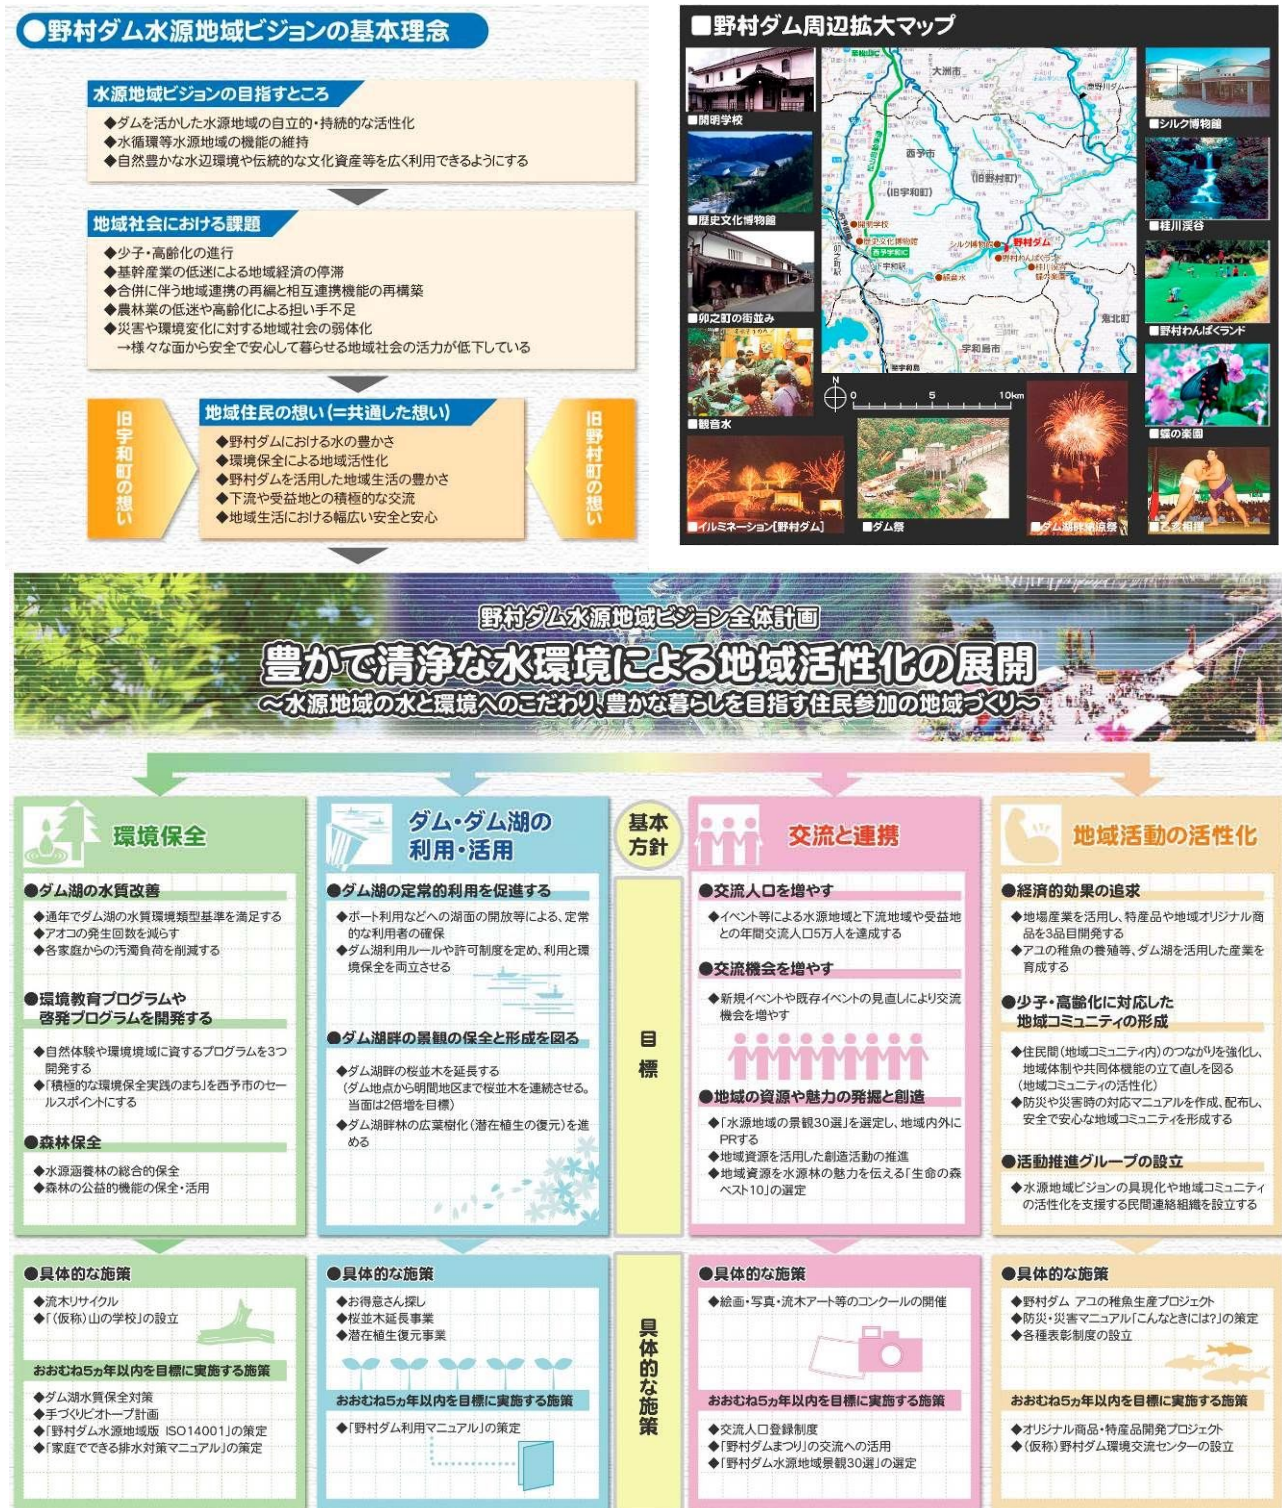 ●野村ダム水源地域ビジョンの基本理念
水源地域ビジョンの目指すところ
◆ダムを活かした水源地域の自立的・持続的な活性化
◆水循環等水源地域の機能の維持
◆自然豊かな水辺環境や伝統的な文化資産等を広く利用できるようにする
地域社会における課題
◆少子・高齢化の進行
◆基幹産業の低迷による地域経済の停滞
◆合併に伴う地域連携の再編と相互連携機能の再構築
◆農林業の低迷や高齢化による担い手不足
◆災害や環境変化に対する地域社会の弱体化
→様々な面から安全で安心して暮らせる地域社会の活力が低下している
旧宇和町の想い
地域住民の想い(=共通した想い)
◆野村ダムにおける水の豊かさ
◆環境保全による地域活性化
◆野村ダムを活用した地域生活の豊かさ
◆下流や受益地との積極的な交流
◆地域生活における幅広い安全と安心
旧野村町の想い
■野村ダム周辺拡大マップ
■開明学校
■歴史文化博物館
■卯之町の街並み
■観音水
■イルミネーション[野村ダム]
■ダム祭
■ダム湖畔納涼祭
■乙亥相撲
■シルク博物館
■桂川渓谷
■野村わんぱくランド
■蝶の楽園
大洲市
鹿野川ダム
西予市
(旧野村町)
(旧宇和町)
開明学校
歴史文化博物館
西予宇和IC
シルク博物館
野村ダム
野村わんぱくランド
桂川渓谷
蝶の楽園
観音水
卯之町駅
下宇和駅
鬼北町
宇和島市
至宇和島
N
0 5 10km
野村ダム水源地域ビジョン全体計画
豊かで清浄な水環境による地域活性化の展開
~水源地域の水と環境へのこだわり、豊かな暮らしを目指す住民参加の地域づくり~
環境保全
●ダム湖の水質改善
◆通年でダム湖の水質環境類型基準を満足する
◆アオコの発生回数を減らす
◆各家庭からの汚濁負荷を削減する
●環境教育プログラムや
啓発プログラムを開発する
◆自然体験や環境境域に資するプログラムを3つ
開発する
◆「積極的な環境保全実践のまち」を西予市のセー
ルスポイントにする
●森林保全
◆水源涵養林の総合的保全
◆森林の公益的機能の保全・活用
ダム・ダム湖の
利用・活用
●ダム湖の定常的利用を促進する
◆ボート利用などへの湖面の開放等による、定常
的な利用者の確保
◆ダム湖利用ルールや許可制度を定め、利用と環
境保全を両立させる
●ダム湖畔の景観の保全と形成を図る
◆ダム湖畔の桜並木を延長する
(ダム地点から明間地区まで桜並木を連続させる。
当面は2倍増を目標)
◆ダム湖畔林の広葉樹化(潜在植生の復元)を進
める
基本
方針
目標
交流と連携
●交流人口を増やす
◆イベント等による水源地域と下流地域や受益地
との年間交流人口5万人を達成する
●交流機会を増やす
◆新規イベントや既存イベントの見直しにより交流
機会を増やす
●地域の資源や魅力の発掘と創造
◆「水源地域の景観30選」を選定し、地域内外に
PRする
◆地域資源を活用した創造活動の推進
◆地域資源を水源林の魅力を伝える「生命の森
ベスト10」の選定
地域活動の活性化
●経済的効果の追求
◆地場産業を活用し、特産品や地域オリジナル商
品を3品目開発する
◆アユの稚魚の養殖等、ダム湖を活用した産業を
育成する
●少子・高齢化に対応した
地域コミュニティの形成
◆住民間(地域コミュニティ内)のつながりを強化し、
地域体制や共同体機能の立て直しを図る
(地域コミュニティの活性化)
◆防災や災害時の対応マニュアルを作成、配布し、
安全で安心な地域コミュニティを形成する
●活動推進グループの設立
◆水源地域ビジョンの具現化や地域コミュニティ
の活性化を支援する民間連絡組織を設立する
●具体的な施策
◆流木リサイクル
◆「(仮称)山の学校」の設立
おおむね5ヵ年以内を目標に実施する施策
◆ダム湖水質保全対策
◆手づくりビオトープ計画
◆「野村ダム水源地域版 ISO14001」の策定
◆「家庭でできる排水対策マニュアル」の策定
●具体的な施策
◆お得意さん探し
◆桜並木延長事業
◆潜在植生復元事業
おおむね5ヵ年以内を目標に実施する施策
◆「野村ダム利用マニュアル」の策定
具体的な施策
●具体的な施策
◆絵画・写真・流木アート等のコンクールの開催
おおむね5ヵ年以内を目標に実施する施策
◆交流人口登録制度
◆「野村ダムまつり」の交流への活用
◆「野村ダム水源地域景観30選」の選定
●具体的な施策
◆野村ダム アユの稚魚生産プロジェクト
◆防災・災害マニュアル「こんなときには?」の策定
◆各種表彰制度の設立
おおむね5ヵ年以内を目標に実施する施策
◆オリジナル商品・特産品開発プロジェクト
◆(仮称)野村ダム環境交流センターの設立